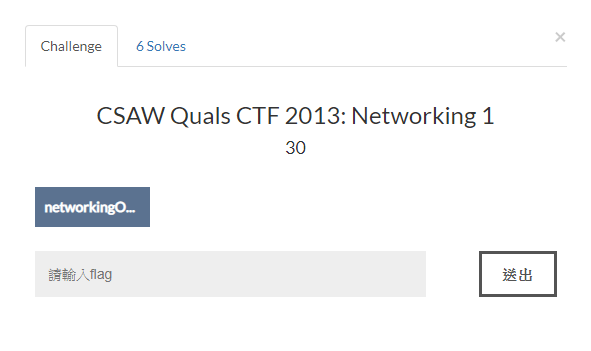 Challenge
6 Solves
×
CSAW Quals CTF 2013: Networking 1
30
networkingO...
請輸入flag
送出